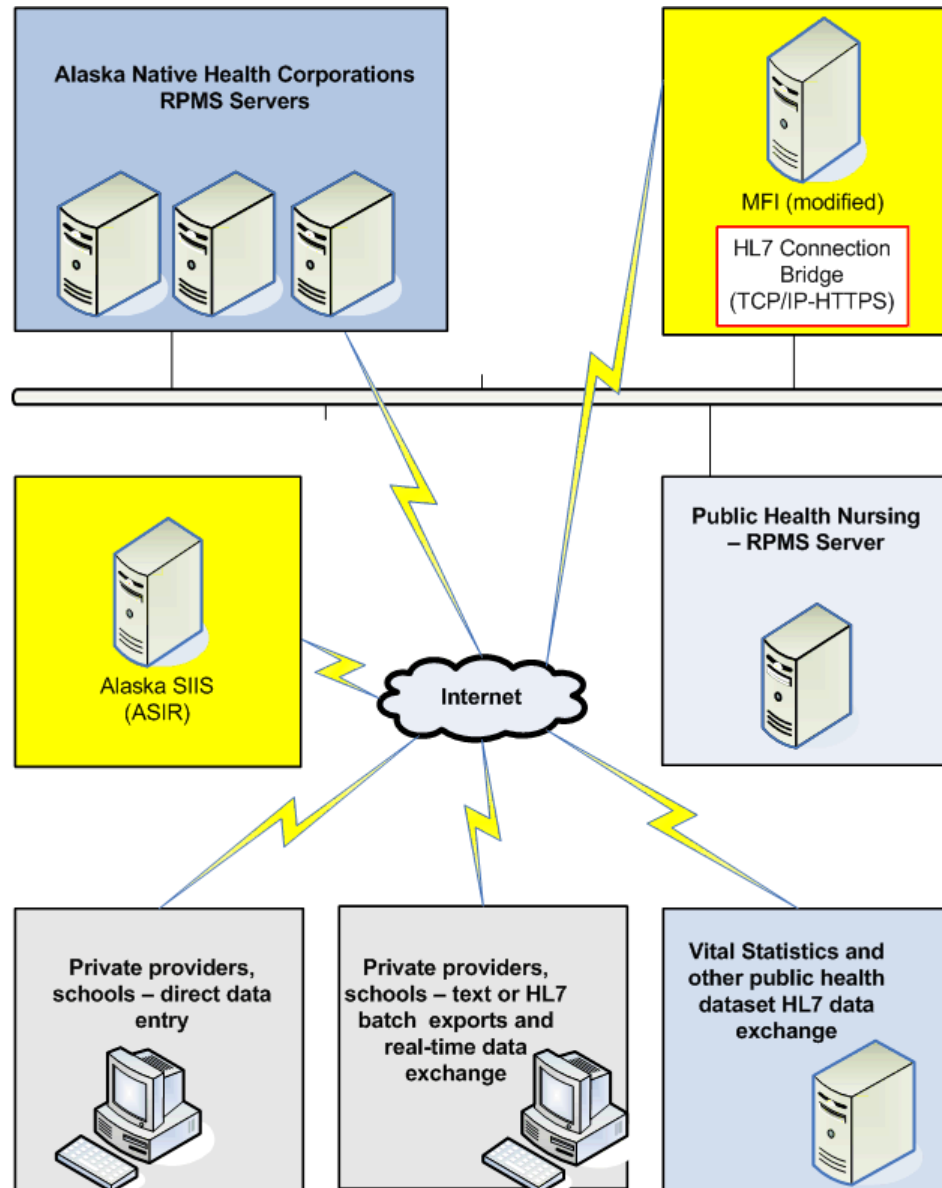 Alaska Native Health Corporations
RPMS Servers
MFI (modified)
HL7 Connection
Bridge
(TCP/IP-HTTPS)
Alaska SIIS
(ASIR)
Internet
Public Health Nursing
– RPMS Server
Private providers,
schools – direct data
entry
Private providers,
schools – text or HL7
batch exports and
real-time data
exchange
Vital Statistics and
other public health
dataset HL7 data
exchange